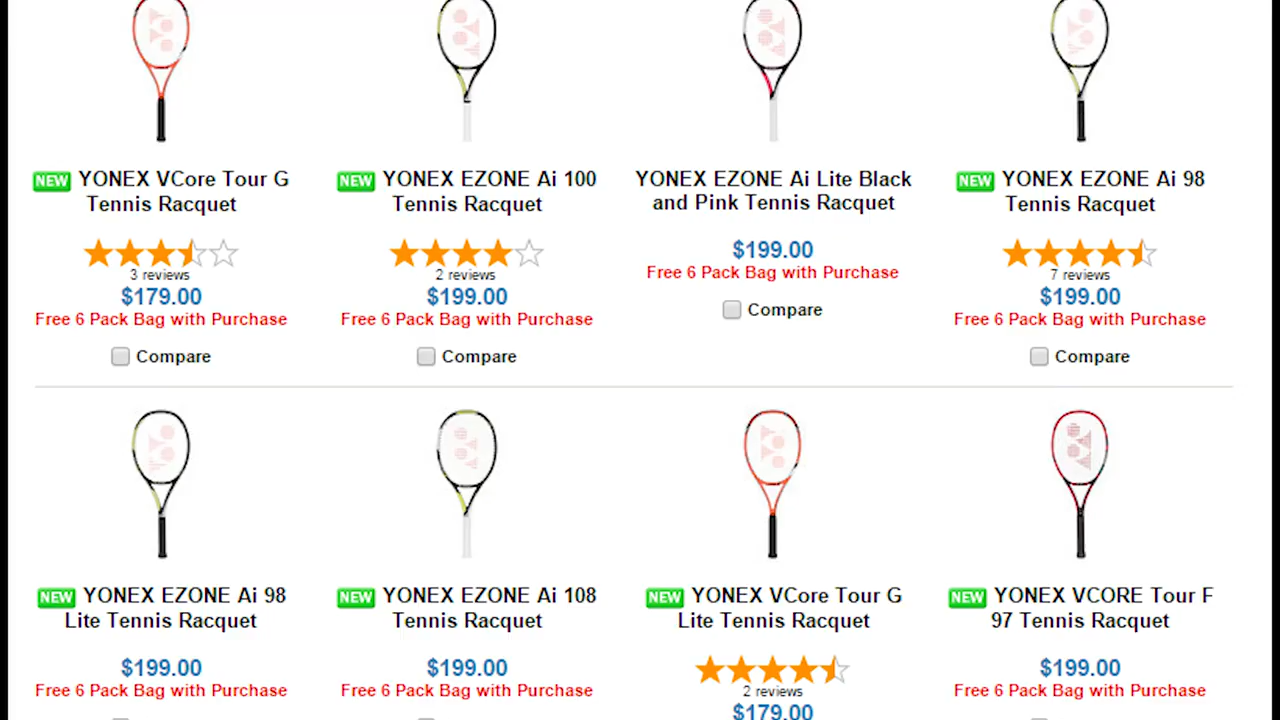 NEW YONEX VCore Tour G
Tennis Racquet
3 reviews
$179.00
Free 6 Pack Bag with Purchase
Compare
NEW YONEX EZONE Ai 100
Tennis Racquet
2 reviews
$199.00
Free 6 Pack Bag with Purchase
Compare
YONEX EZONE Ai Lite Black
and Pink Tennis Racquet
$199.00
Free 6 Pack Bag with Purchase
Compare
NEW YONEX EZONE Ai 98
Tennis Racquet
7 reviews
$199.00
Free 6 Pack Bag with Purchase
Compare
NEW YONEX EZONE Ai 98
Lite Tennis Racquet
$199.00
Free 6 Pack Bag with Purchase
NEW YONEX EZONE Ai 108
Tennis Racquet
$199.00
Free 6 Pack Bag with Purchase
NEW YONEX VCore Tour G
Lite Tennis Racquet
2 reviews
$179.00
NEW YONEX VCORE Tour F
97 Tennis Racquet
$199.00
Free 6 Pack Bag with Purchase